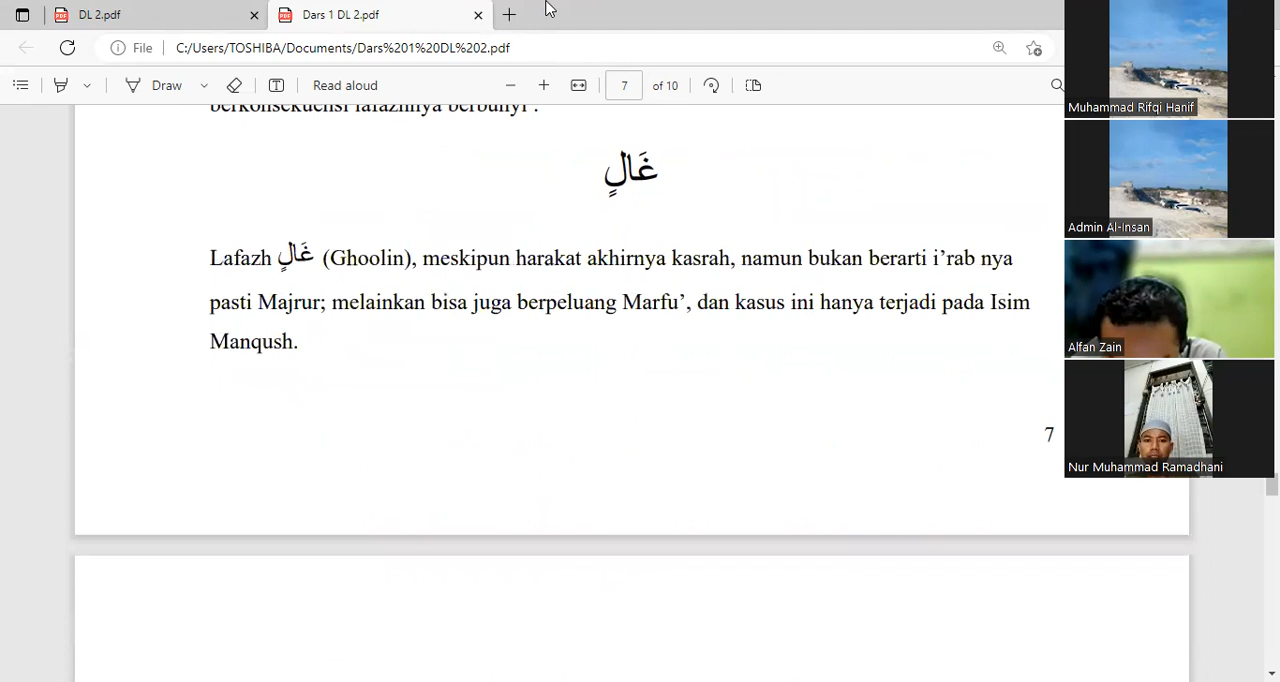 DL 2.pdf
Dars 1 DL 2.pdf
File C:/Users/TOSHIBA/Documents/Dars%201%20DL%202.pdf
Draw Read aloud 7 of 10
berkonsekuensi lafazhnya berbunyi :
غَالٍ
Lafazh غَالٍ (Ghoolin), meskipun harakat akhirnya kasrah, namun bukan berarti i’rab nya
pasti Majrur; melainkan bisa juga berpeluang Marfu’, dan kasus ini hanya terjadi pada Isim
Manqush.
7
Muhammad Rifqi Hanif
Admin Al-Insan
Alfan Zain
Nur Muhammad Ramadhani